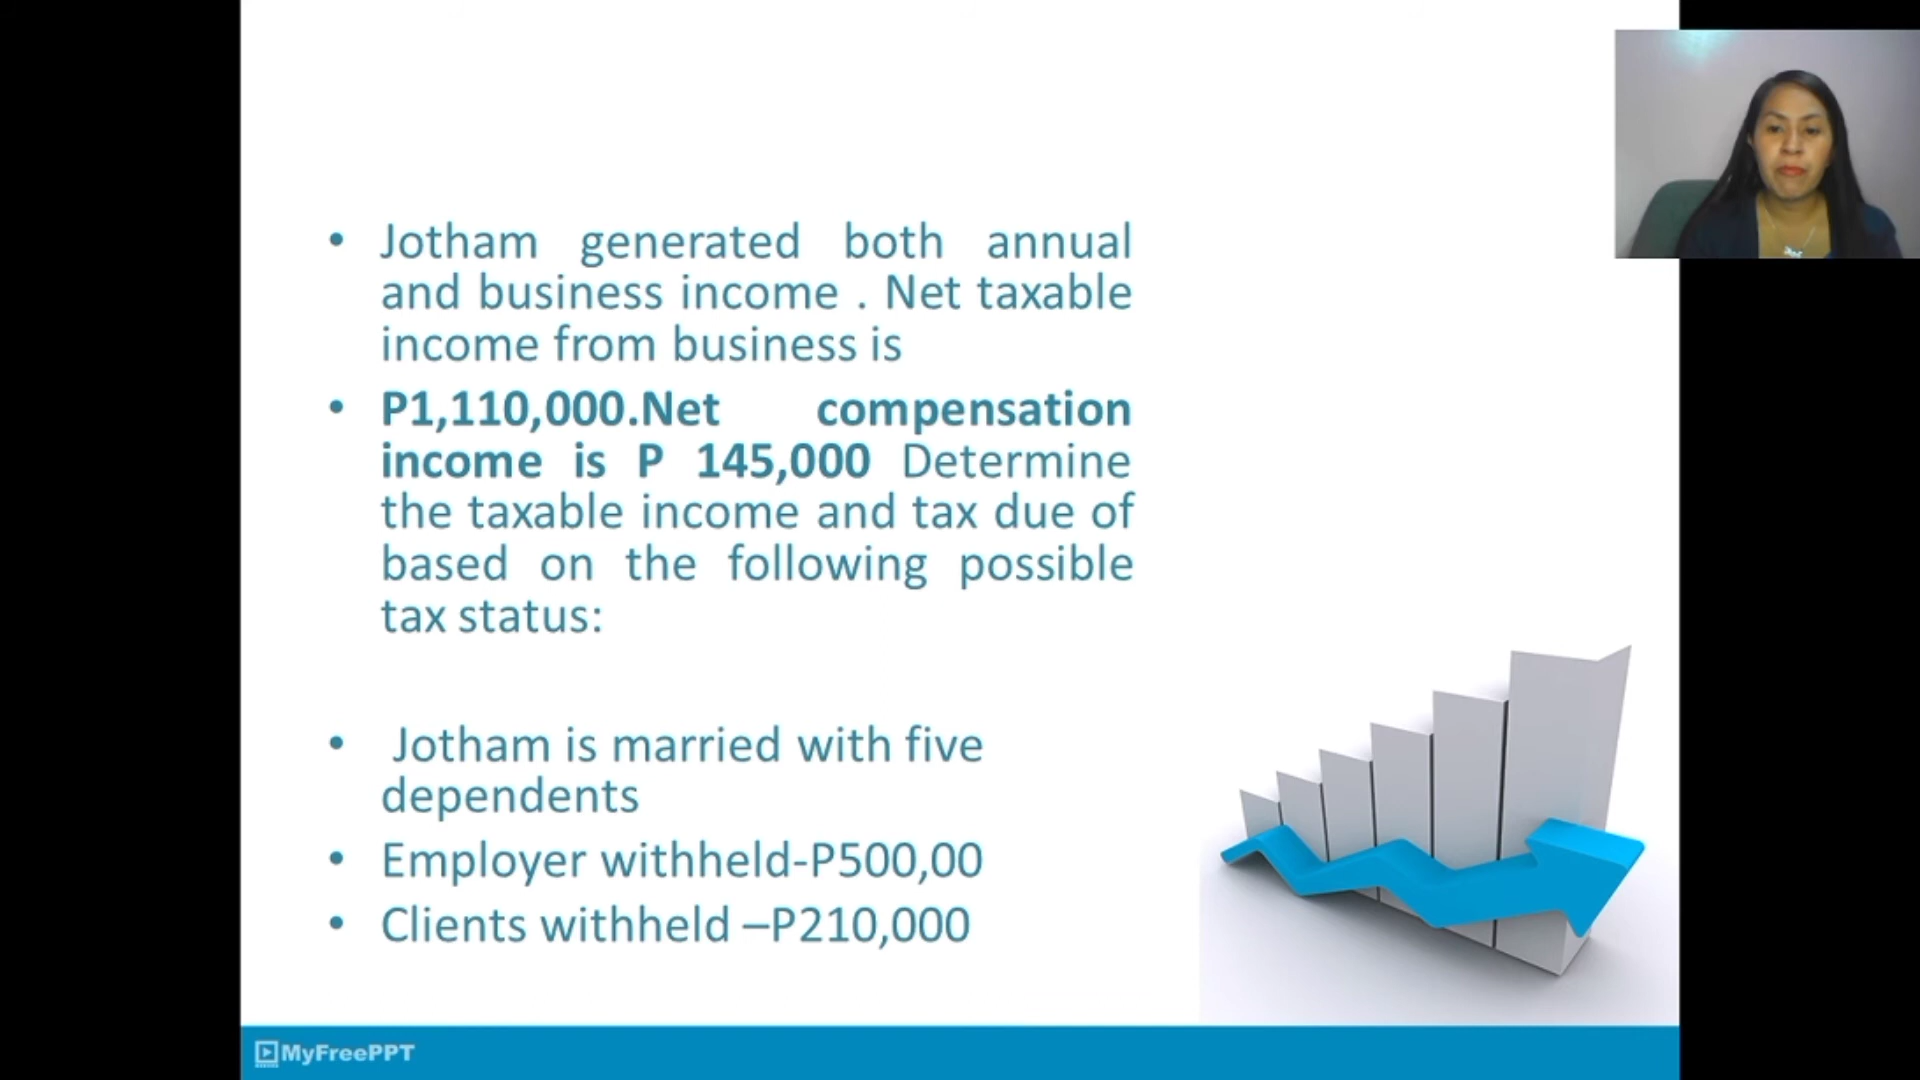 • Jotham generated both annual
and business income . Net taxable
income from business is
• P1,110,000.Net compensation
income is P 145,000 Determine
the taxable income and tax due of
based on the following possible
tax status:
• Jotham is married with five
dependents
• Employer withheld-P500,00
• Clients withheld –P210,000
MyFreePPT